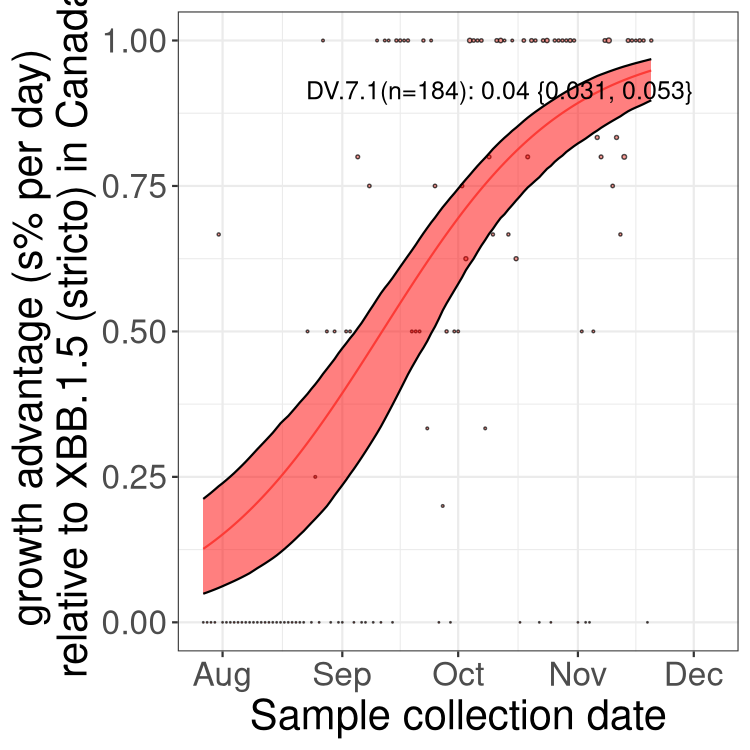 growth advantage (s% per day)
relative to XBB.1.5 (stricto) in Canada
1.00
0.75
0.50
0.25
0.00
DV.7.1(n=184): 0.04 {0.031, 0.053}
Aug Sep Oct Nov Dec
Sample collection date